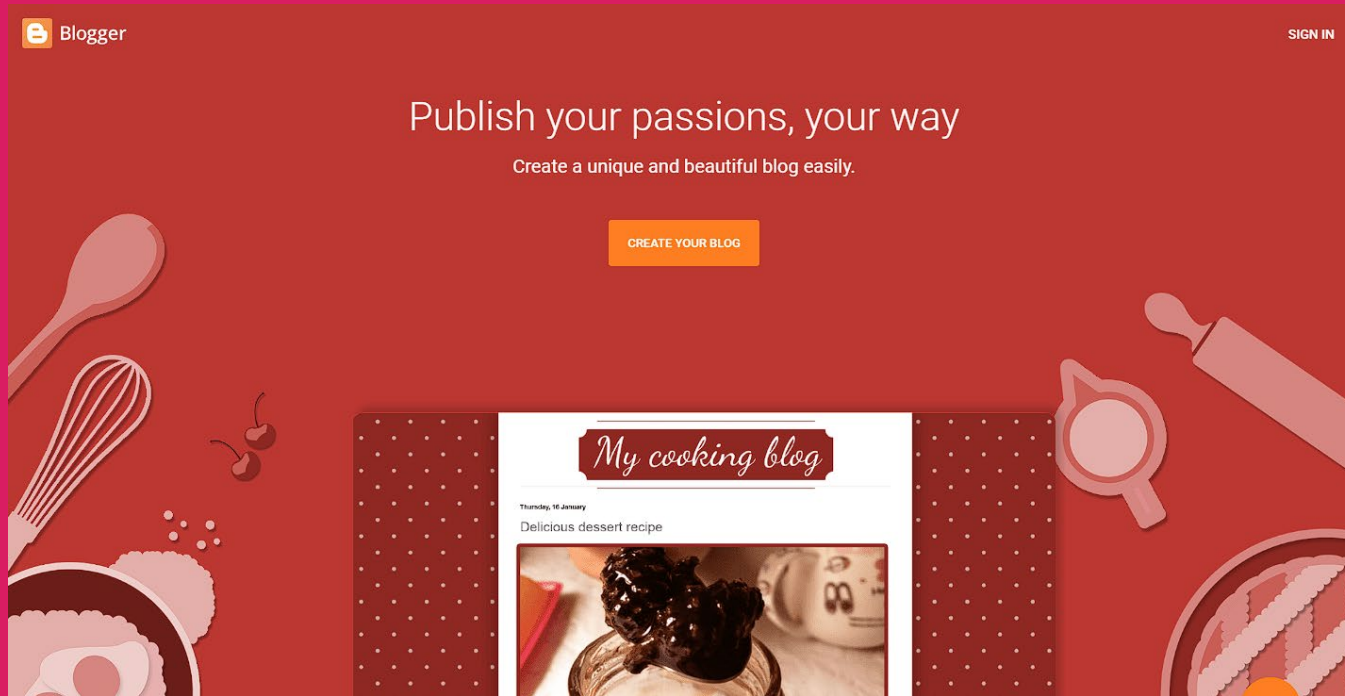 Blogger
SIGN IN
Publish your passions, your way
Create a unique and beautiful blog easily.
CREATE YOUR BLOG
My cooking blog
Thursday, 16 January
Delicious dessert recipe